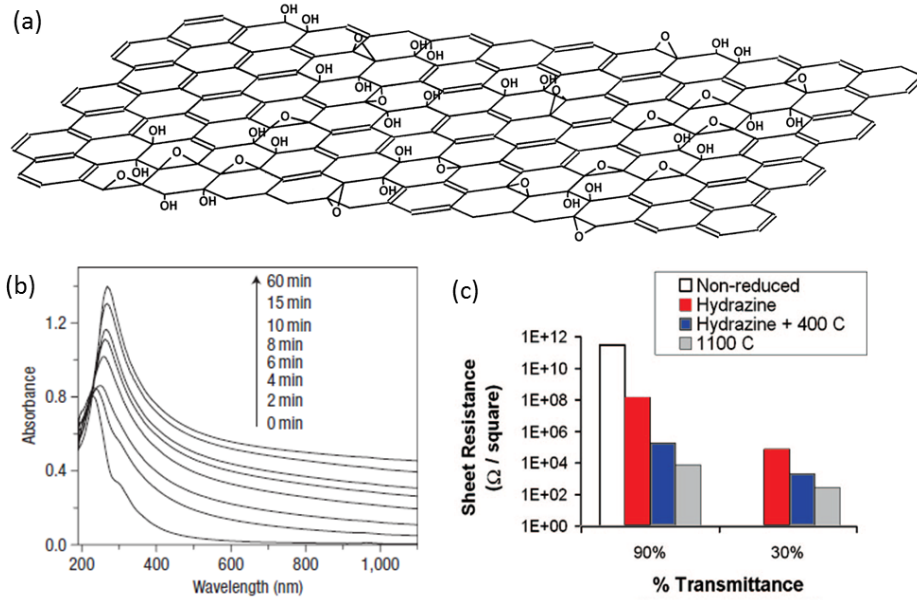 (a)
OH
OH
O
OH
OH
OH
O
OH
OH
OH
OH
OH
OH
O
OH
OH
O
O
OH
O
O
OH
OH
O
OH
OH
OH
OH
O
O
OH
O
OH
OH
OH
OH
O
O
O
O
OH
O
OH
OH
O
O
(b)
60 min
15 min
10 min
8 min
6 min
4 min
2 min
0 min
1.2
0.8
0.4
0.0
Absorbance
200 400 600 800 1,000
Wavelength (nm)
(c)
Non-reduced
Hydrazine
Hydrazine + 400 C
1100 C
1E+12
1E+10
1E+08
1E+06
1E+04
1E+02
1E+00
Sheet Resistance
(Ω / square)
90% 30%
% Transmittance